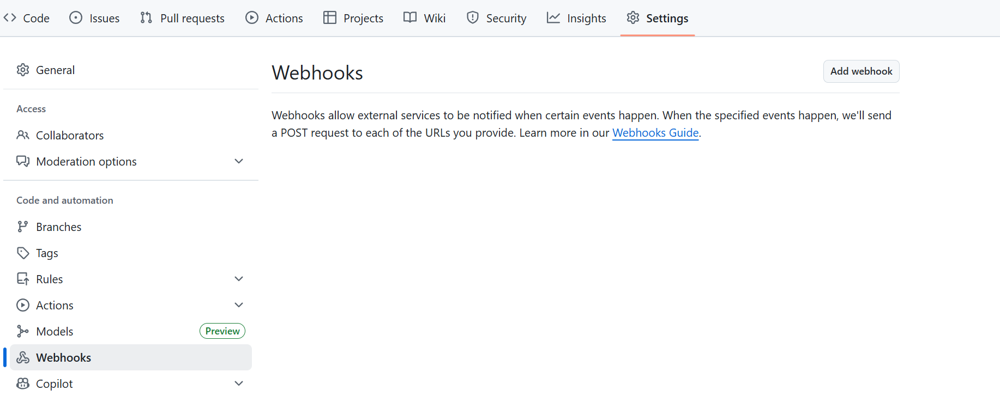 Code Issues Pull requests Actions Projects Wiki Security Insights Settings
General
Access
Collaborators
Moderation options
Code and automation
Branches
Tags
Rules
Actions
Models Preview
Webhooks
Copilot
Webhooks
Add webhook
Webhooks allow external services to be notified when certain events happen. When the specified events happen, we'll send
a POST request to each of the URLs you provide. Learn more in our Webhooks Guide.